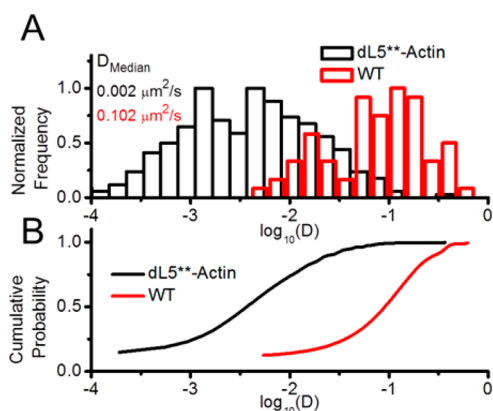 A
dL5**-Actin
WT
D_Median
0.002 μm²/s
0.102 μm²/s
Normalized
Frequency
1.0
0.5
0.0
-4 -3 -2 -1 0
log₁₀(D)
B
dL5**-Actin
WT
Cumulative
Probability
1.0
0.5
0.0
-4 -3 -2 -1 0
log₁₀(D)